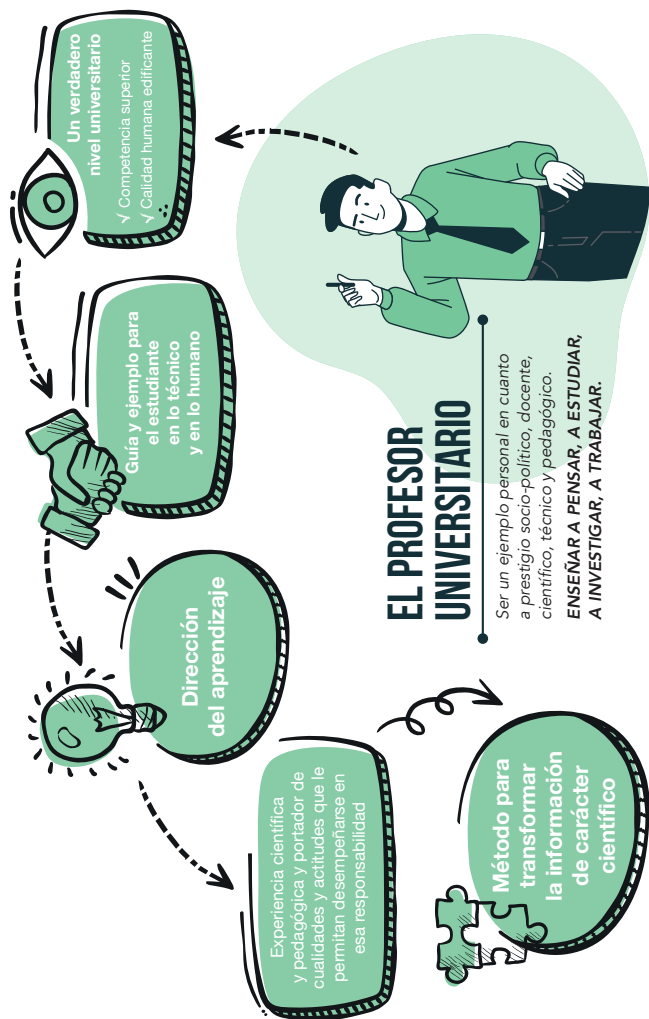 EL PROFESOR
UNIVERSITARIO
Ser un ejemplo personal en cuanto
a prestigio socio-político, docente,
científico, técnico y pedagógico.
ENSEÑAR A PENSAR, A ESTUDIAR,
A INVESTIGAR, A TRABAJAR.
Un verdadero
nivel universitario
√ Competencia superior
√ Calidad humana edificante
Guía y ejemplo para
el estudiante
en lo técnico
y en lo humano
Dirección
del aprendizaje
Experiencia científica
y pedagógica y portador de
cualidades y actitudes que le
permitan desempeñarse en
esa responsabilidad
Método para
transformar
la información
de carácter
científico